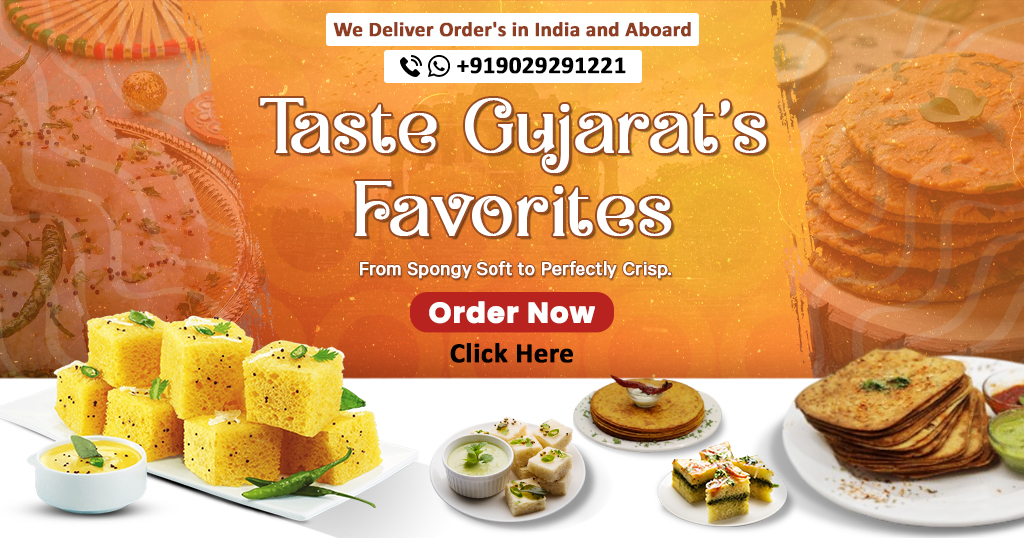 We Deliver Order's in India and Aboard
+919029291221
Taste Gujarat's
Favorites
From Spongy Soft to Perfectly Crisp.
Order Now
Click Here